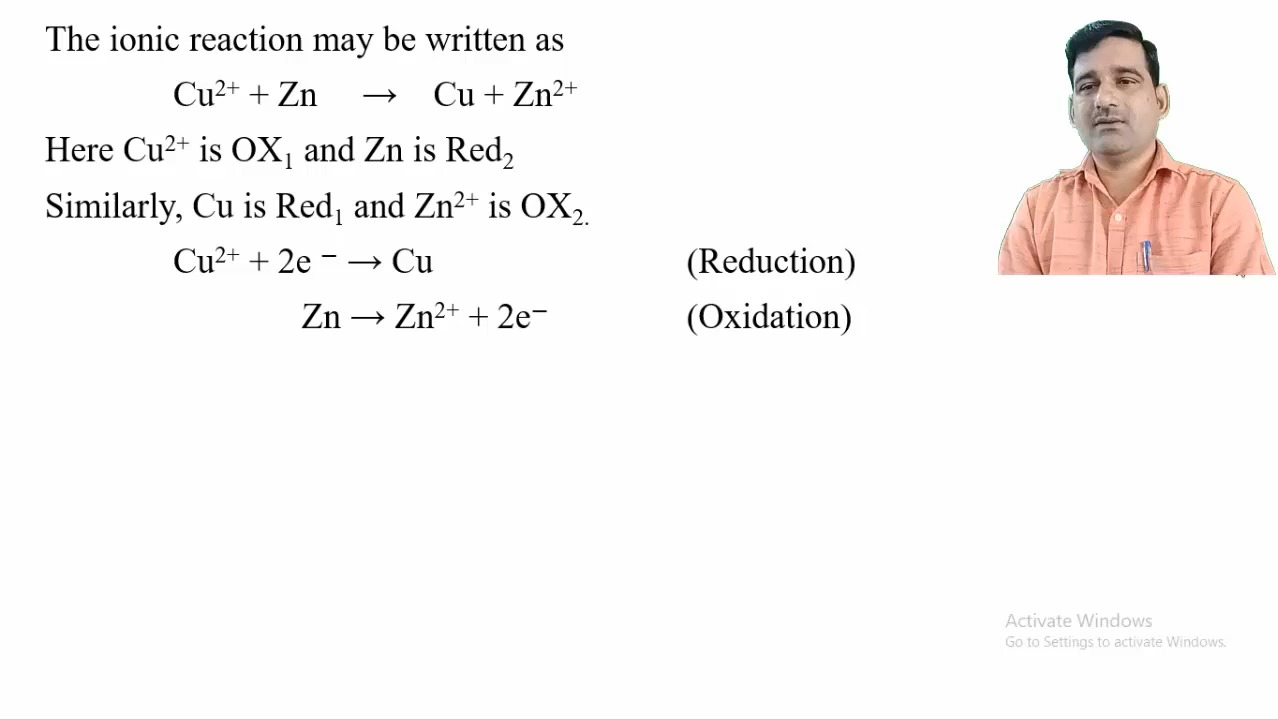 The ionic reaction may be written as
Cu²⁺ + Zn → Cu + Zn²⁺
Here Cu²⁺ is OX₁ and Zn is Red₂
Similarly, Cu is Red₁ and Zn²⁺ is OX₂.
Cu²⁺ + 2e ⁻ → Cu (Reduction)
Zn → Zn²⁺ + 2e⁻ (Oxidation)
Activate Windows
Go to Settings to activate Windows.